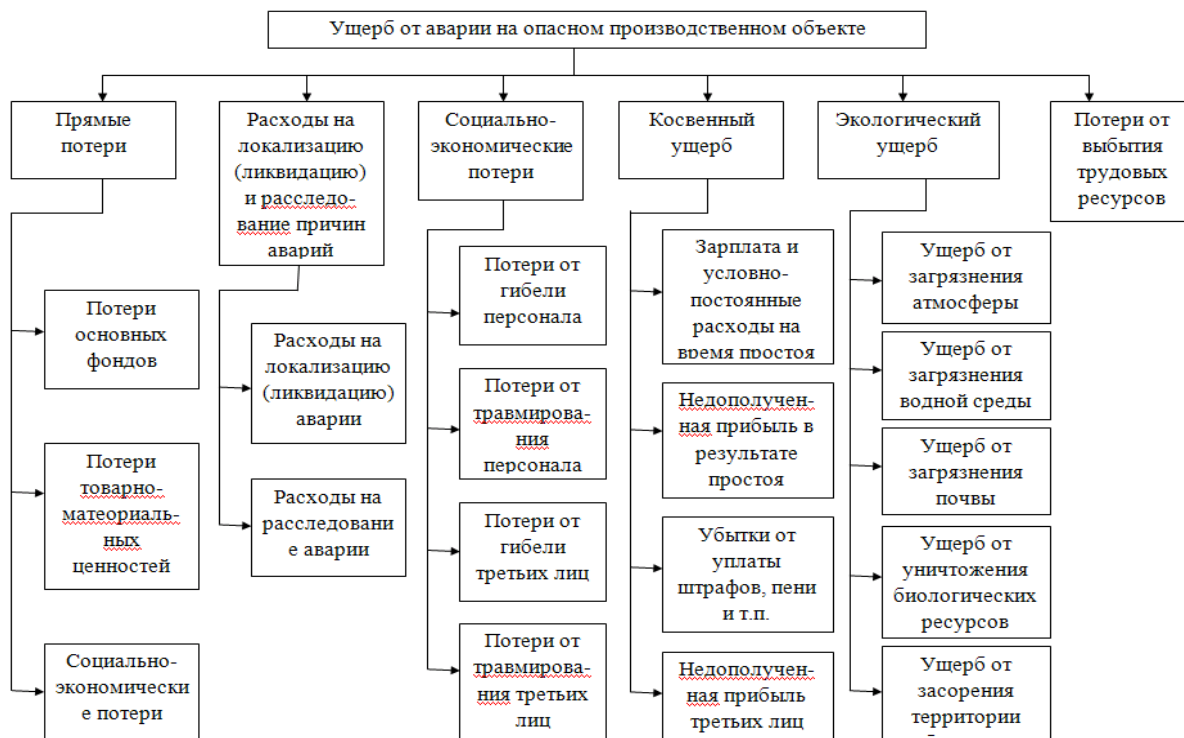 Ущерб от аварии на опасном производственном объекте
Прямые
потери
Расходы на
локализацию
(ликвидацию)
и расследо-
вание причин
аварий
Социально-
экономические
потери
Косвенный
ущерб
Экологический
ущерб
Потери от
выбытия
трудовых
ресурсов
Потери
основных
фондов
Потери
товарно-
матеориаль-
ных
ценностей
Социально-
экономически
е потери
Расходы на
локализацию
(ликвидацию)
аварии
Расходы на
расследовани
е аварии
Потери от
гибели
персонала
Потери от
травмирова-
ния
персонала
Потери от
гибели
третьих лиц
Потери от
травмирова-
ния третьих
лиц
Зарплата и
условно-
постоянные
расходы на
время простоя
Недополучен-
ная прибыль в
результате
простоя
Убытки от
уплаты
штрафов, пени
и т.п.
Недополучен-
ная прибыль
третьих лиц
Ущерб от
загрязнения
атмосферы
Ущерб от
загрязнения
водной среды
Ущерб от
загрязнения
почвы
Ущерб от
уничтожения
биологических
ресурсов
Ущерб от
засорения
территории